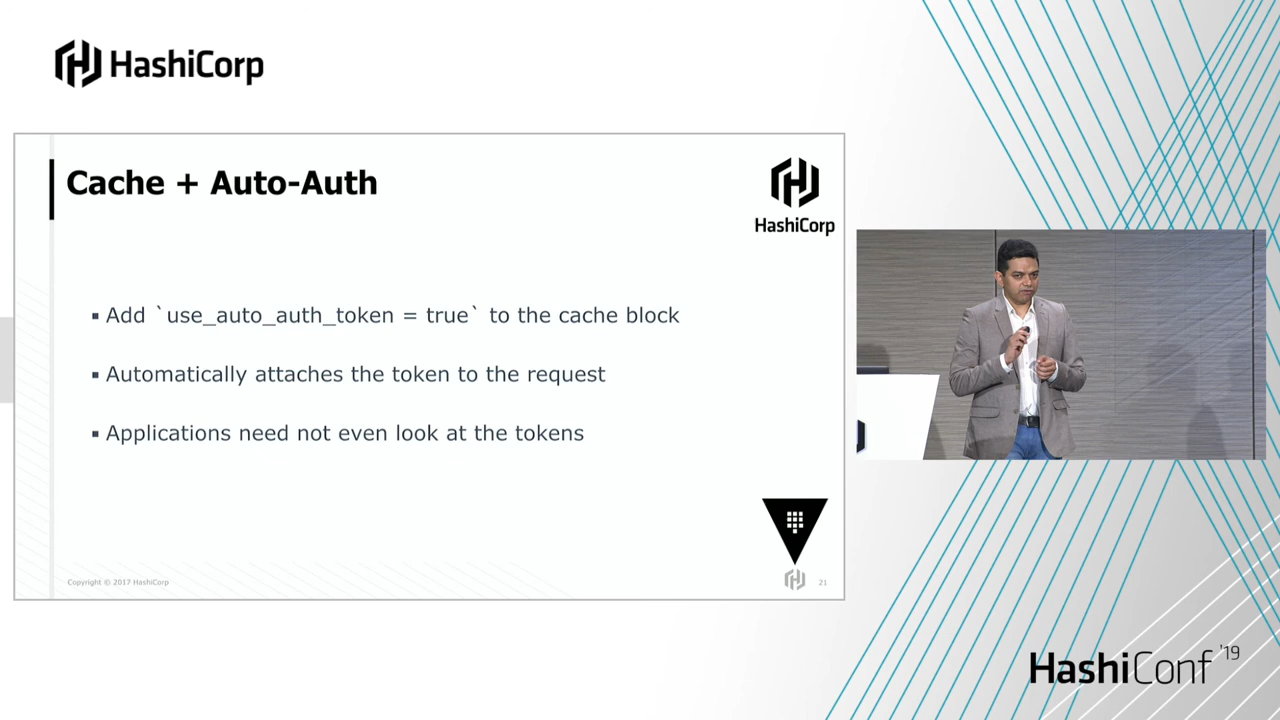 HashiCorp
Cache + Auto-Auth
HashiCorp
Add `use_auto_auth_token = true` to the cache block
Automatically attaches the token to the request
Applications need not even look at the tokens
Copyright © 2017 HashiCorp
21
HashiConf '19